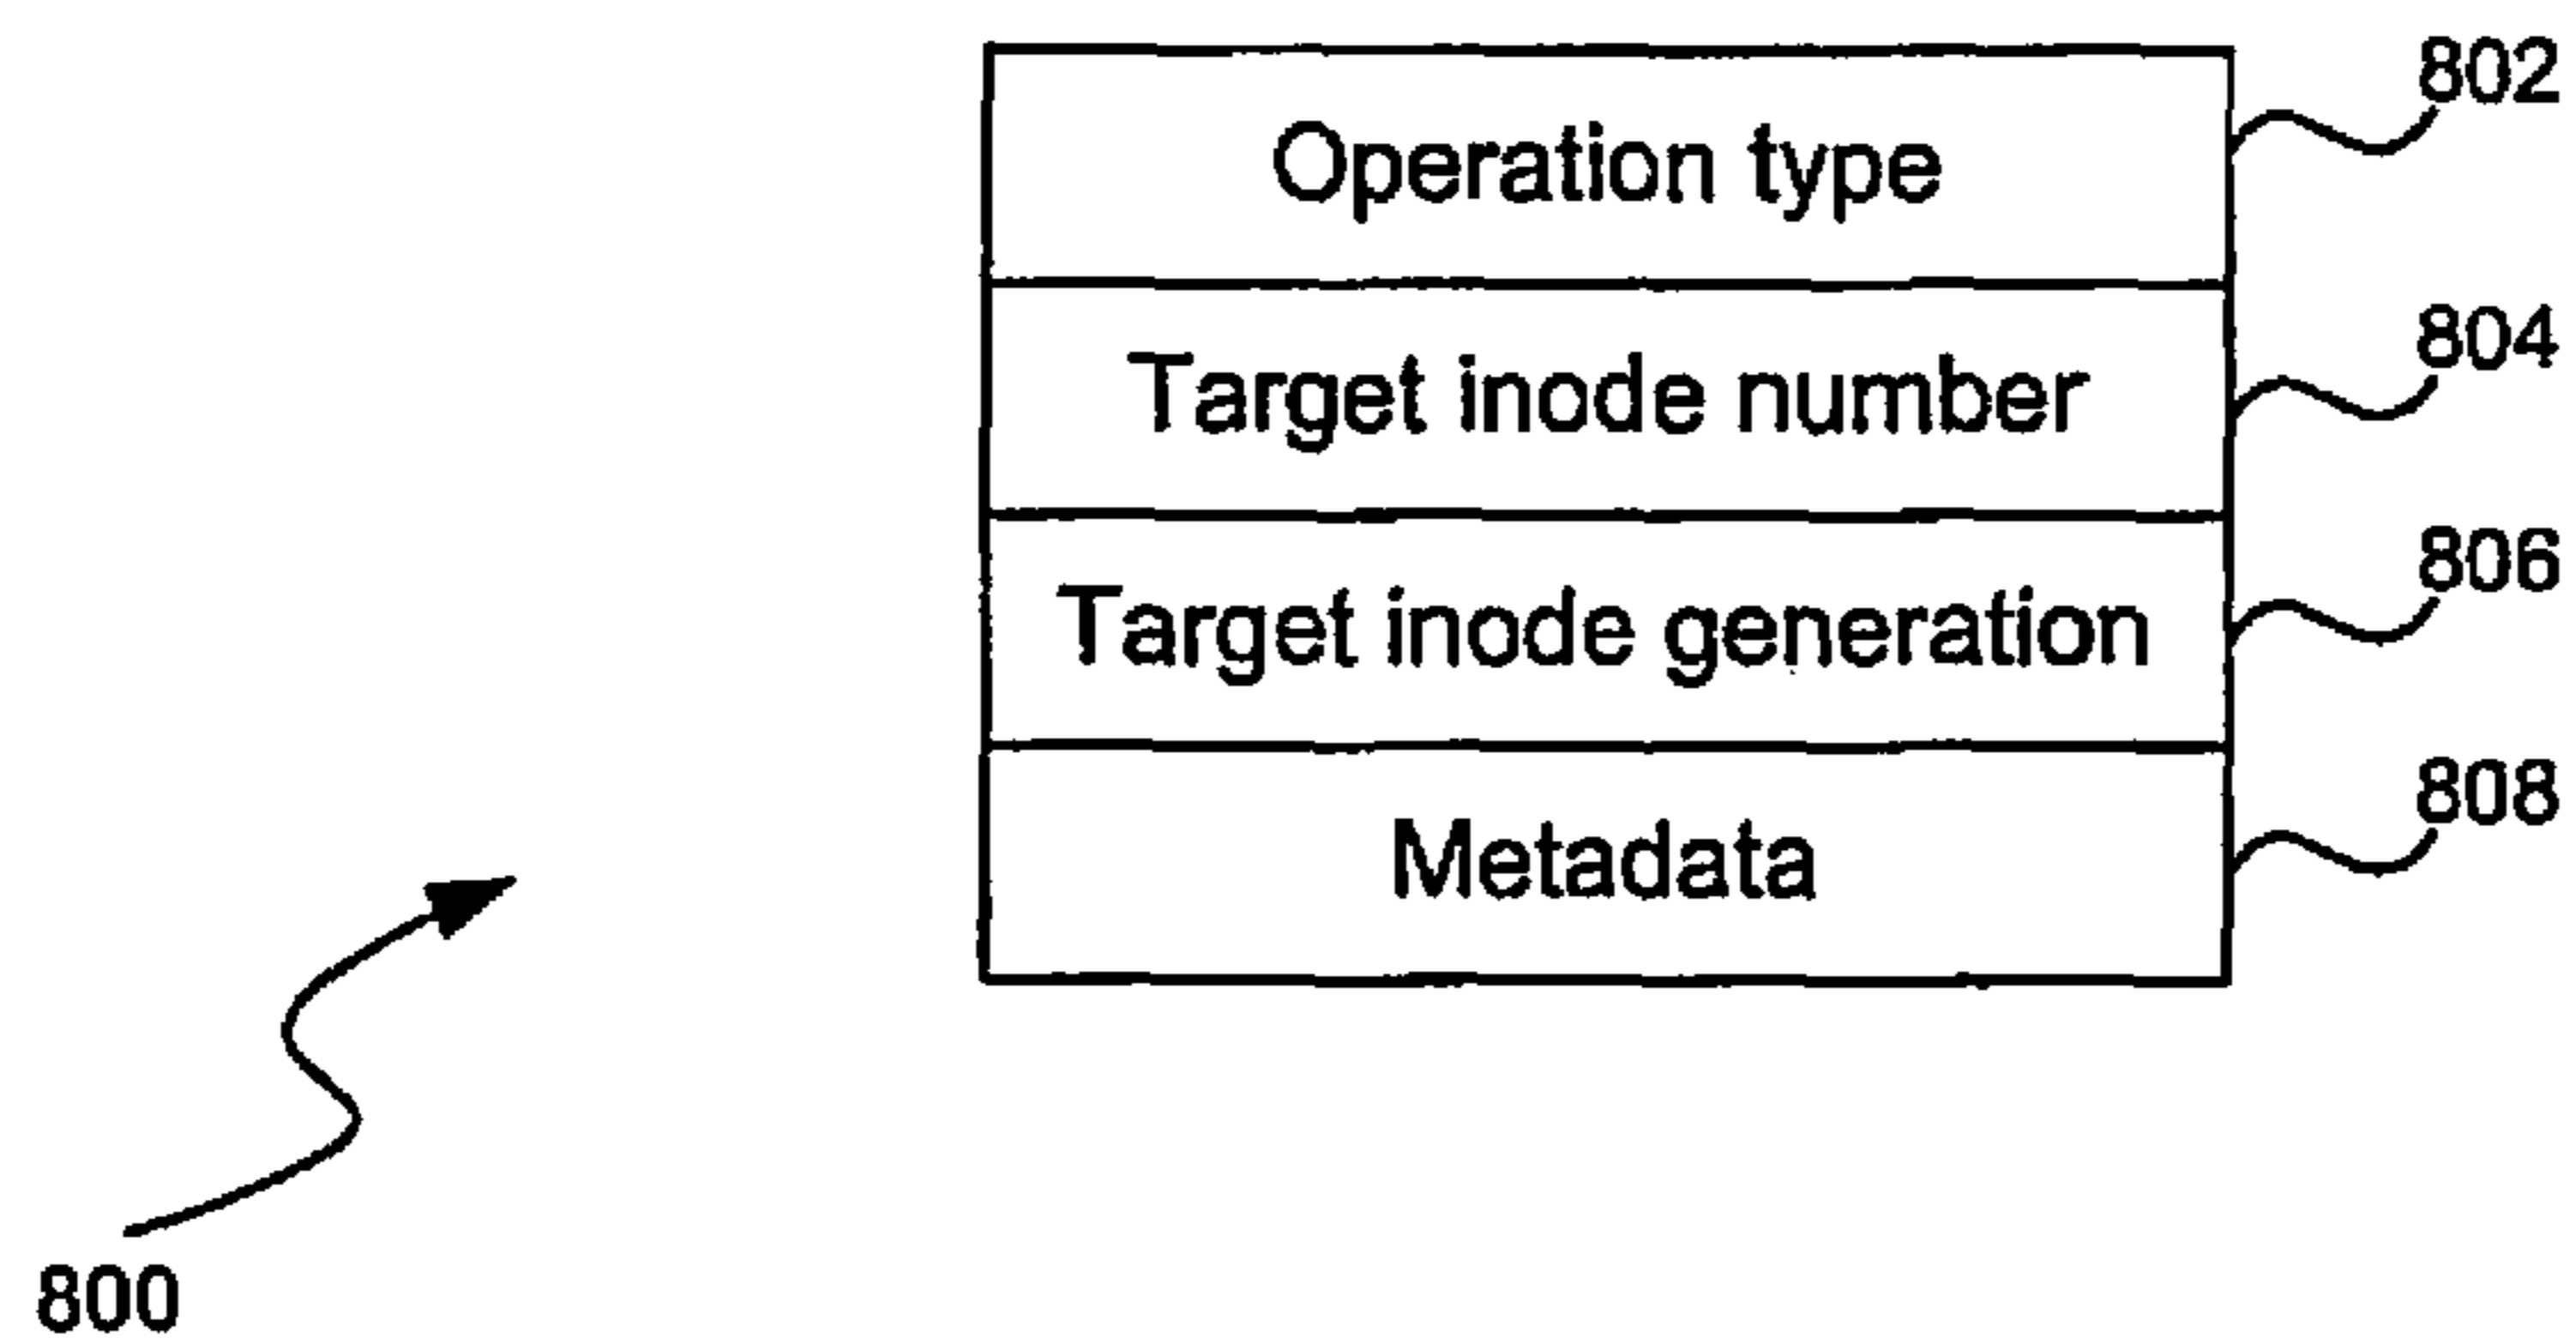 Operation type
802
Target inode number
804
Target inode generation
806
Metadata
808
800